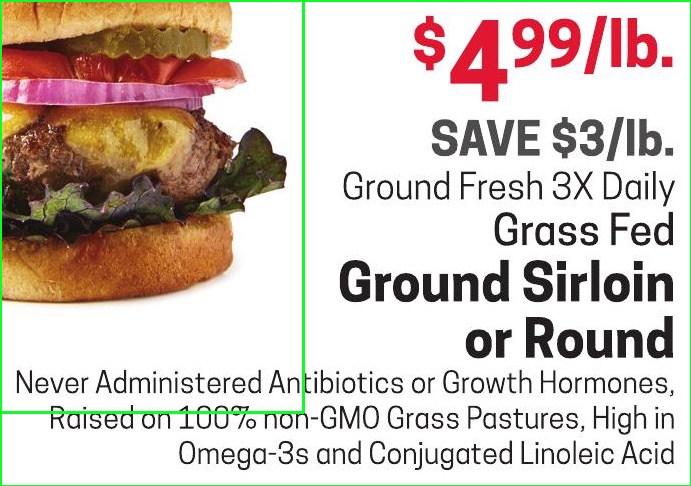 $4.99/lb.
SAVE $3/lb.
Ground Fresh 3X Daily
Grass Fed
Ground Sirloin
or Round
Never Administered Antibiotics or Growth Hormones,
Raised on 100% non-GMO Grass Pastures, High in
Omega-3s and Conjugated Linoleic Acid